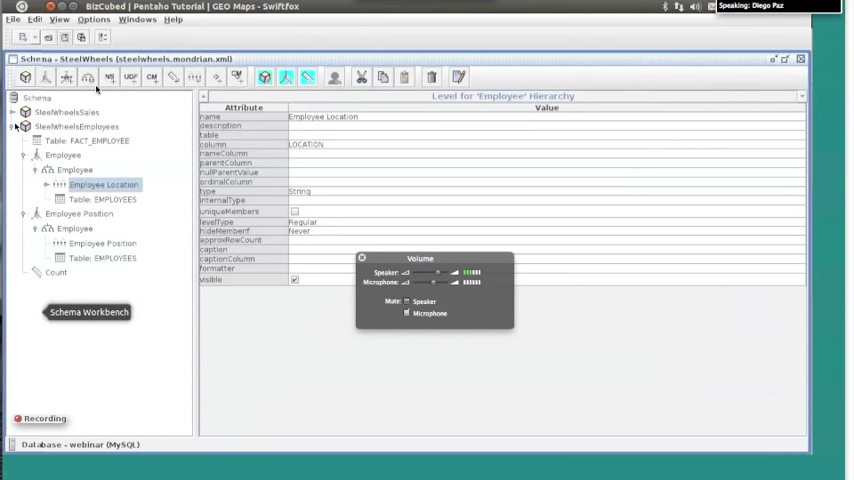 BizCubed | Pentaho | GEO Maps - Swiftfox
Speaking: Diego Paz
File Edit View Options Windows Help
Schema - SteelWheels (steelwheels.mondrian.xml)
NS UDF CM CM
Schema
SteelWheelsSales
SteelWheelsEmployees
Table: FACT_EMPLOYEE
Employee
Employee
Employee Location
Table: EMPLOYEES
Employee Position
Employee
Employee Position
Table: EMPLOYEES
Count
Schema Workbench
Recording
Level for 'Employee' Hierarchy
Attribute Value
name Employee Location
description
table
column LOCATION
nameColumn
parentColumn
nullParentValue
ordinalColumn
type String
internalType
uniqueMembers
levelType Regular
hideMemberIf Never
approxRowCount
caption
captionColumn
formatter
visible
Volume
Speaker:
Microphone:
Mute: Speaker
Microphone
Database - webinar (MySQL)